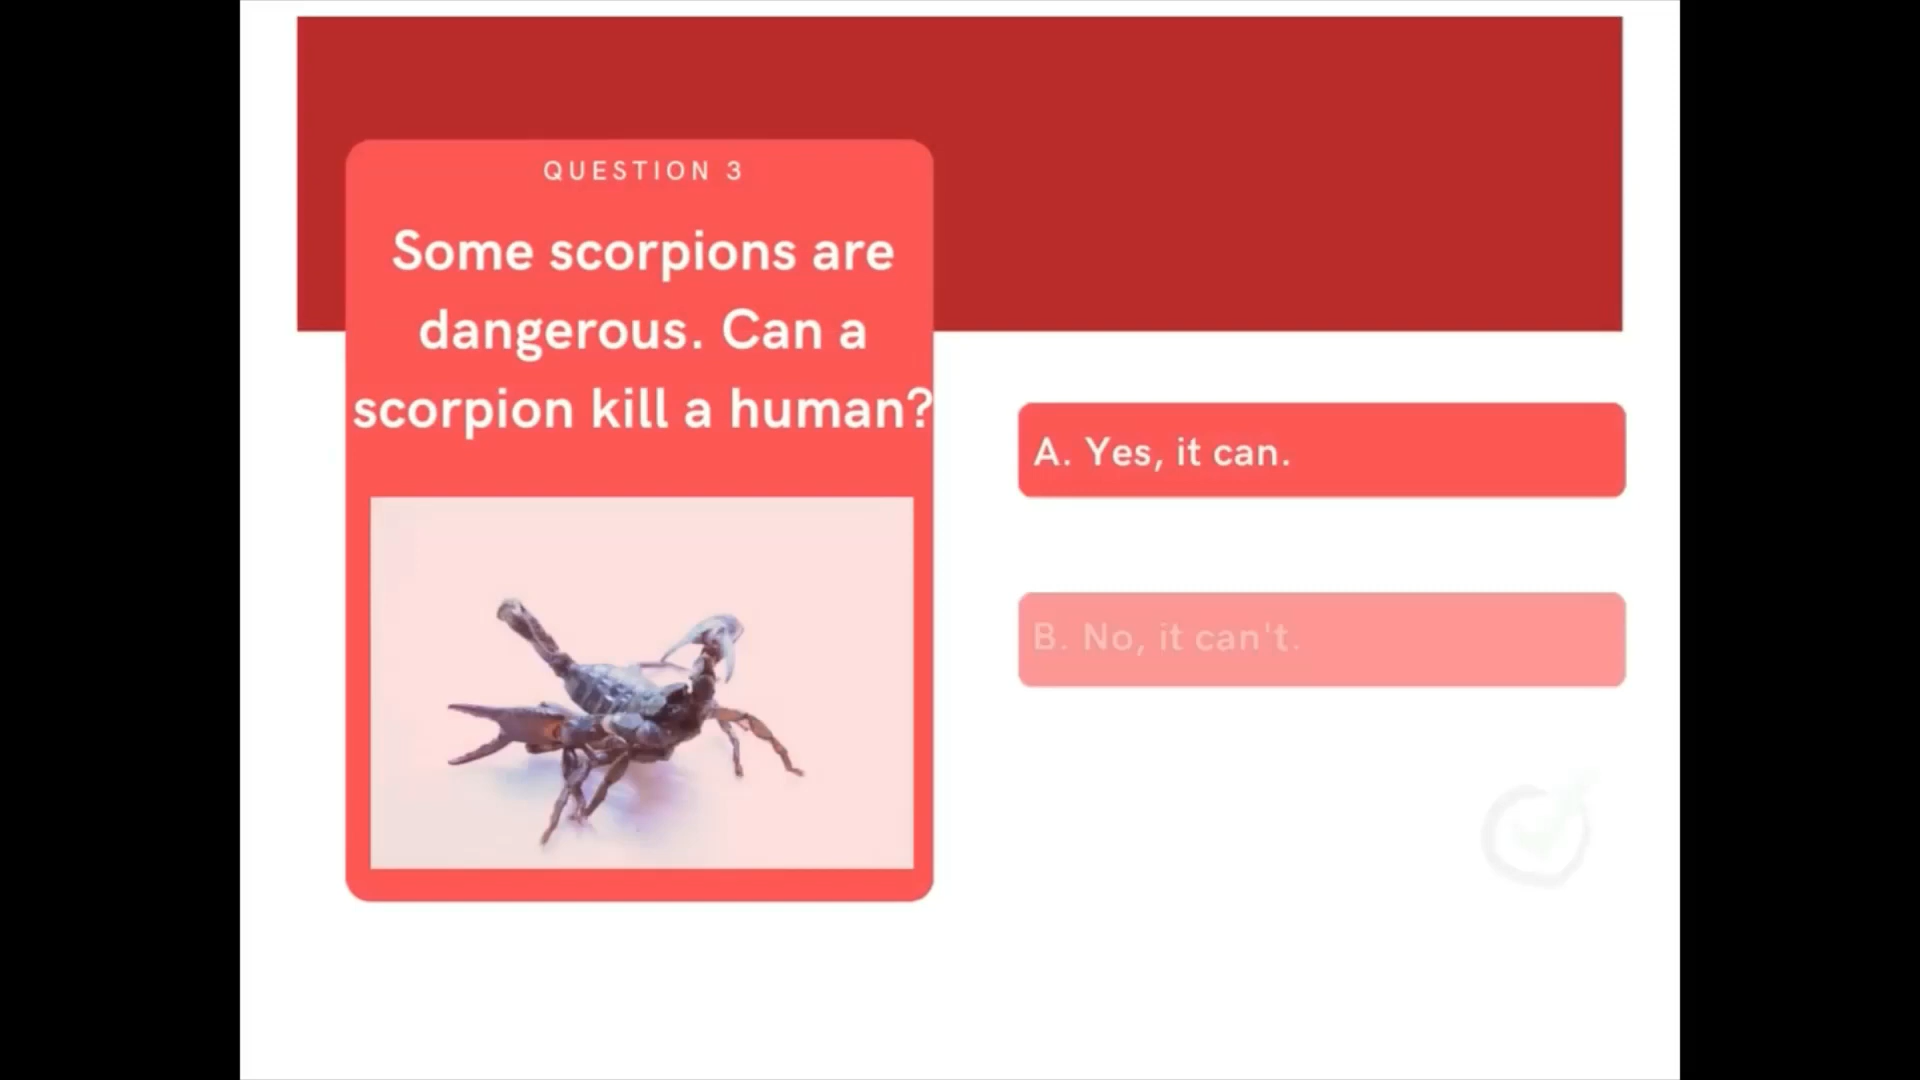 QUESTION 3
Some scorpions are
dangerous. Can a
scorpion kill a human?
A. Yes, it can.
B. No, it can't.